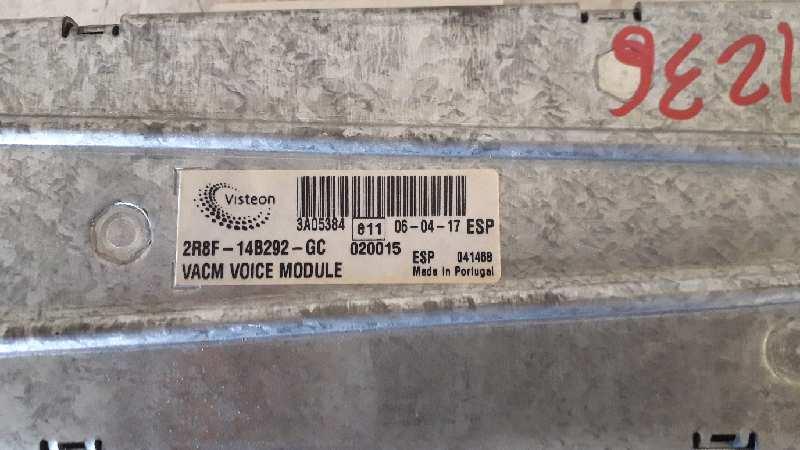 1236
Visteon
3A05384 011 06-04-17 ESP
2R8F-14B292-GC 020015 ESP 041468
VACM VOICE MODULE Made in Portugal